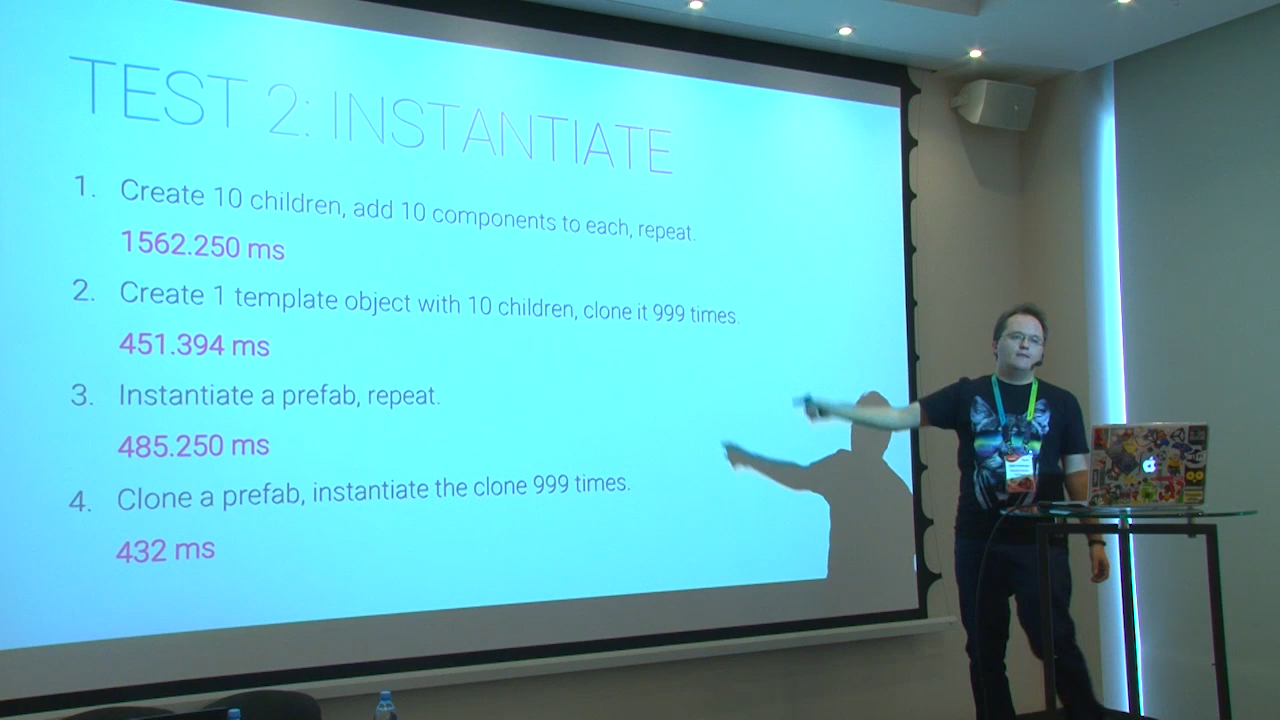 TEST 2: INSTANTIATE
1. Create 10 children, add 10 components to each, repeat.
1562.250 ms
2. Create 1 template object with 10 children, clone it 999 times.
451.394 ms
3. Instantiate a prefab, repeat.
485.250 ms
4. Clone a prefab, instantiate the clone 999 times.
432 ms